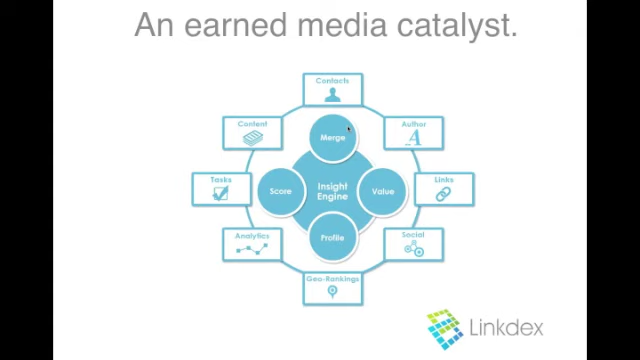 An earned media catalyst.
Contacts
Content
Author
Merge
Tasks
Score
Insight
Engine
Value
Links
Profile
Analytics
Social
Geo-Rankings
Linkdex